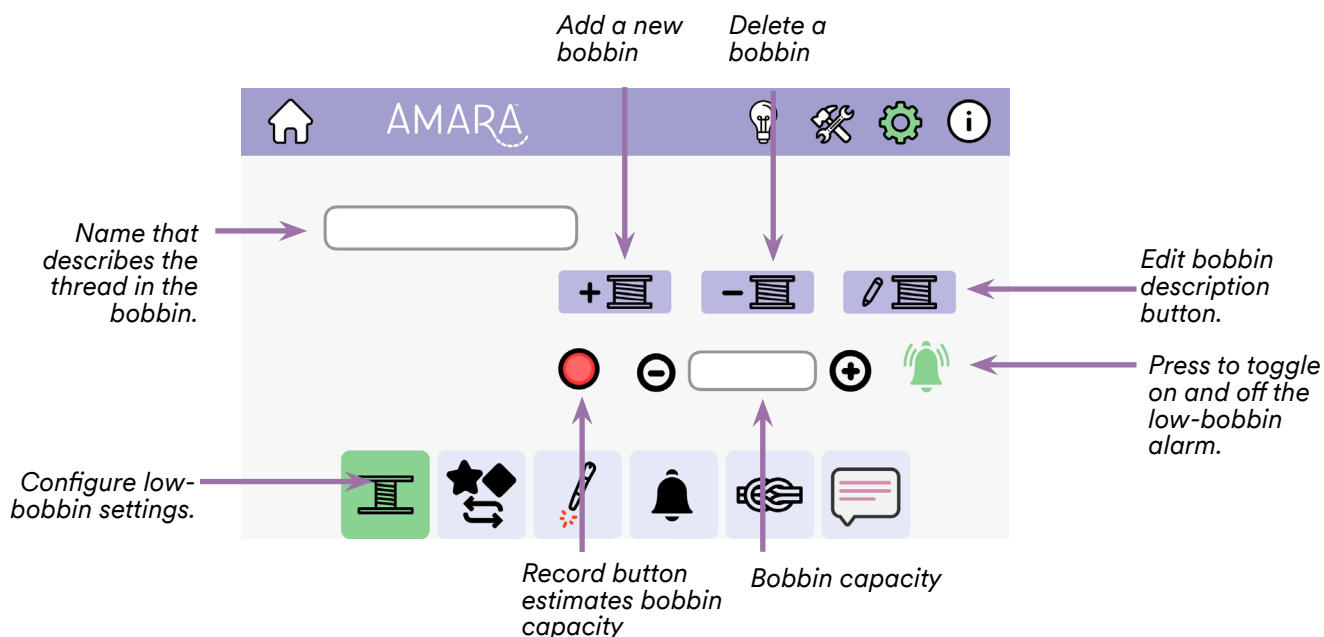 Add a new
bobbin
Delete a
bobbin
AMARA™
i
Name that
describes the
thread in the
bobbin.
Edit bobbin
description
button.
Press to toggle
on and off the
low-bobbin
alarm.
Configure low-
bobbin settings.
Record button
estimates bobbin
capacity
Bobbin capacity